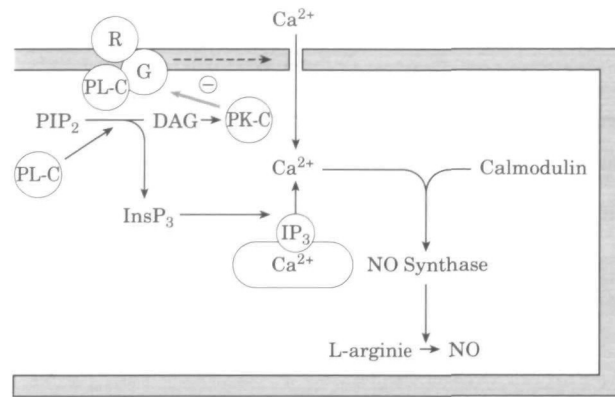 Ca²⁺
R
G
PL-C
⊖
PIP₂
DAG
PK-C
PL-C
Ca²⁺
Calmodulin
InsP₃
IP₃
Ca²⁺
NO Synthase
L-arginie
NO